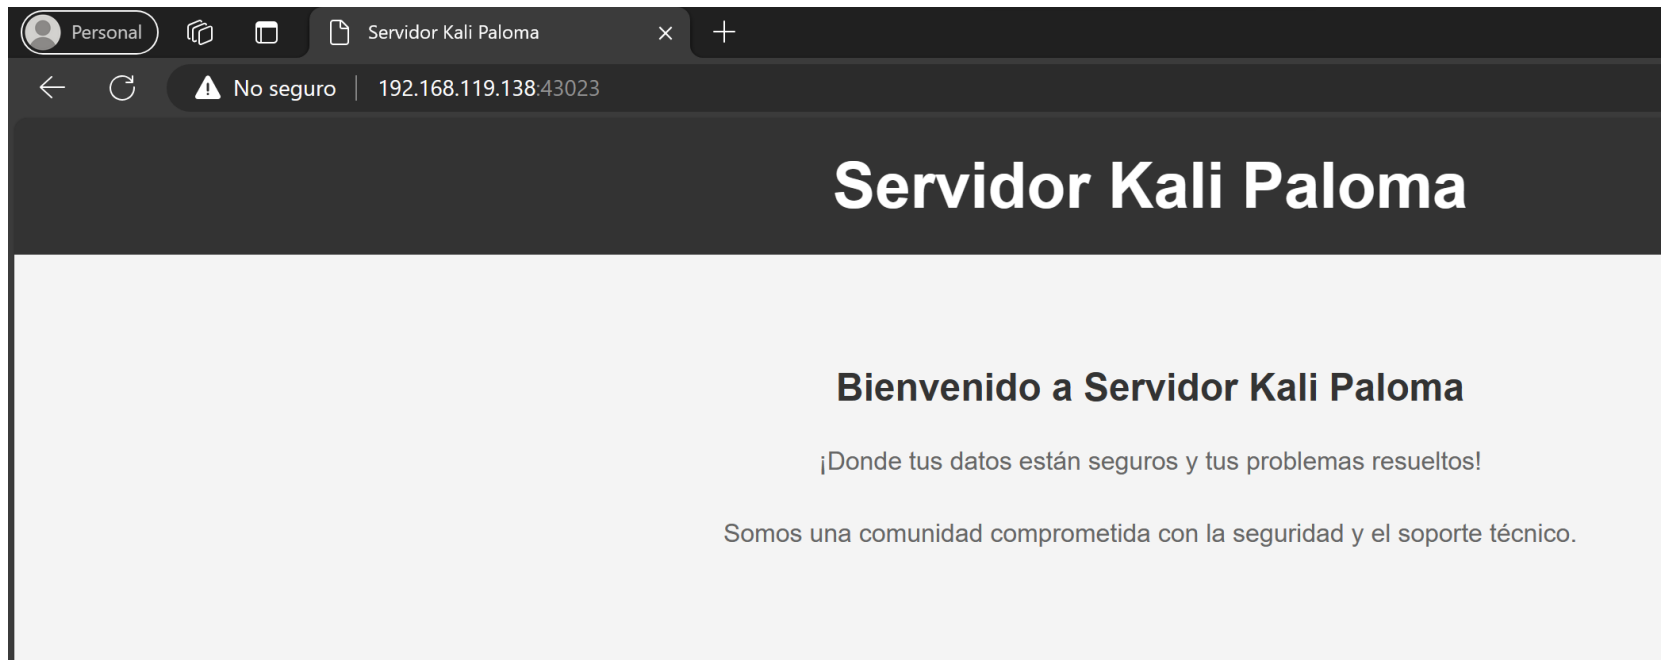 Personal
Servidor Kali Paloma
No seguro
192.168.119.138:43023
Servidor Kali Paloma
Bienvenido a Servidor Kali Paloma
¡Donde tus datos están seguros y tus problemas resueltos!
Somos una comunidad comprometida con la seguridad y el soporte técnico.